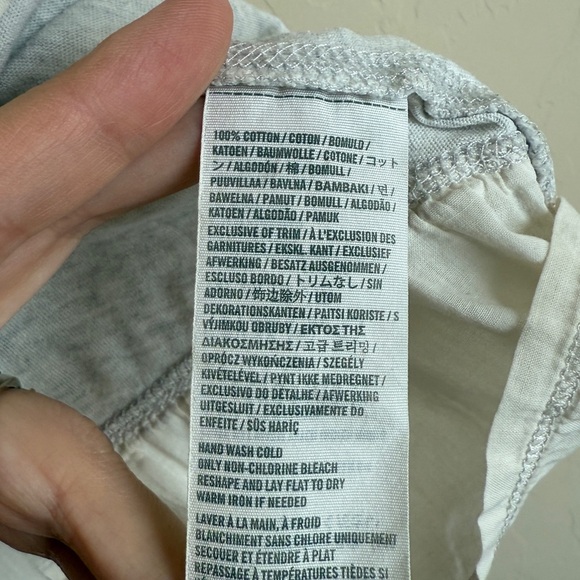 100% COTTON / COTON / BOMULD /
KATOEN / BAUMWOLLE / COTONE / コット
ン / ALGODÓN / 棉 / BOMULL /
PUUVILLAA / BAVLNA / BAMBAKI / 면 /
BAWEŁNA / PAMUT / BOMULL / ALGODÃO /
KATOEN / ALGODÃO / PAMUK
EXCLUSIVE OF TRIM / À L'EXCLUSION DES
GARNITURES / EKSKL. KANT / EXCLUSIEF
AFWERKING / BESATZ AUSGENOMMEN /
ESCLUSO BORDO / トリムなし / SIN
ADORNO / 饰边除外 / UTOM
DEKORATIONSKANTEN / PAITSI KORISTE / S
VÝJIMKOU OBRUBY / ΕΚΤΟΣ ΤΗΣ
ΔΙΑΚΟΣΜΗΣΗΣ / 고급 트리밍 /
OPRÓCZ WYKOŃCZENIA / SZEGÉLY
KIVÉTELÉVEL / PYNT IKKE MEDREGNET /
EXCLUSIVO DO DETALHE / AFWERKING
UITGESLUIT / EXCLUSIVAMENTE DO
ENFEITE / SÜS HARİÇ
HAND WASH COLD
ONLY NON-CHLORINE BLEACH
RESHAPE AND LAY FLAT TO DRY
WARM IRON IF NEEDED
LAVER À LA MAIN, À FROID
BLANCHIMENT SANS CHLORE UNIQUEMENT
SECOUER ET ÉTENDRE À PLAT
REPASSAGE À TEMPÉRATURES TIÈDES SI